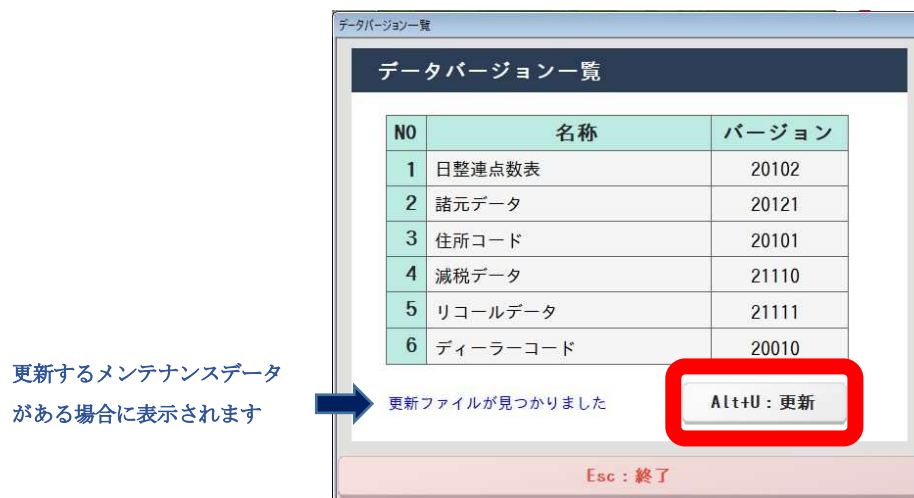 データバージョン一覧
データバージョン一覧
NO 名称 バージョン
1 日整連点数表 20102
2 諸元データ 20121
3 住所コード 20101
4 減税データ 21110
5 リコールデータ 21111
6 ディーラーコード 20010
更新するメンテナンスデータ
がある場合に表示されます
更新ファイルが見つかりました
Alt+U：更新
Esc：終了